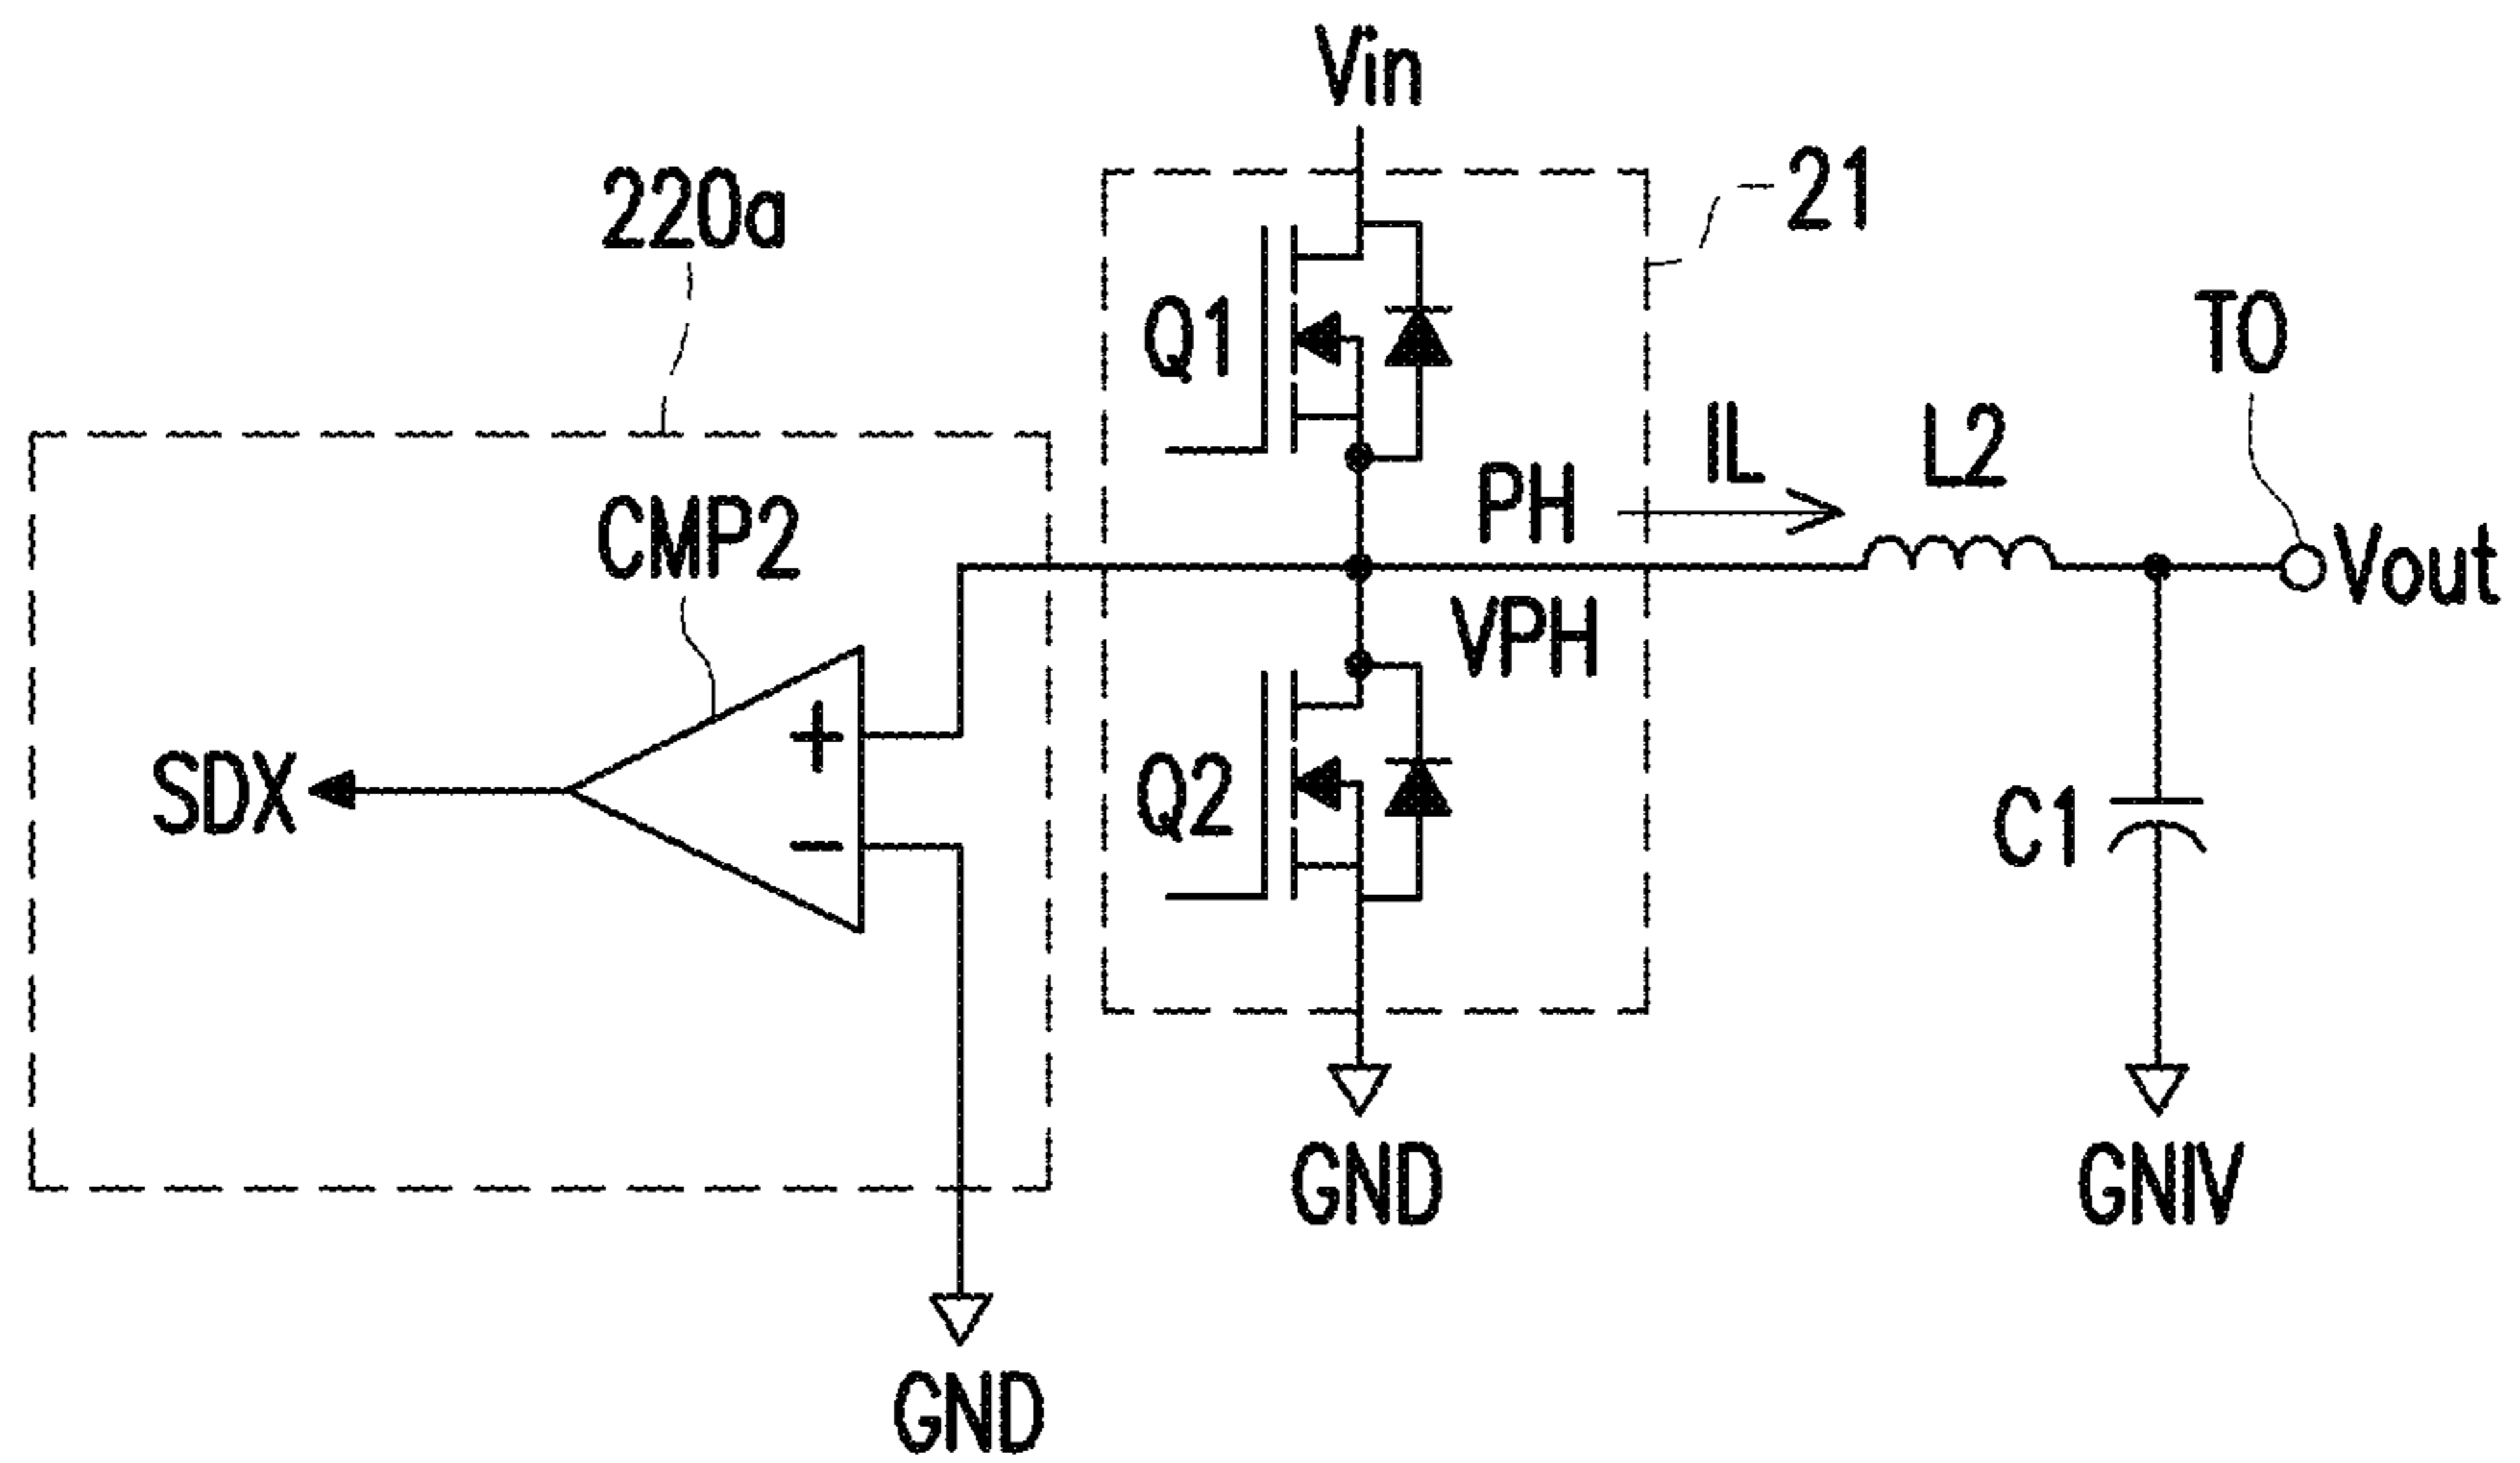 Vin
21
220a
Q1
TO
IL
L2
PH
CMP2
Vout
VPH
+
SDX
Q2
−
C1
GND
GNIV
GND